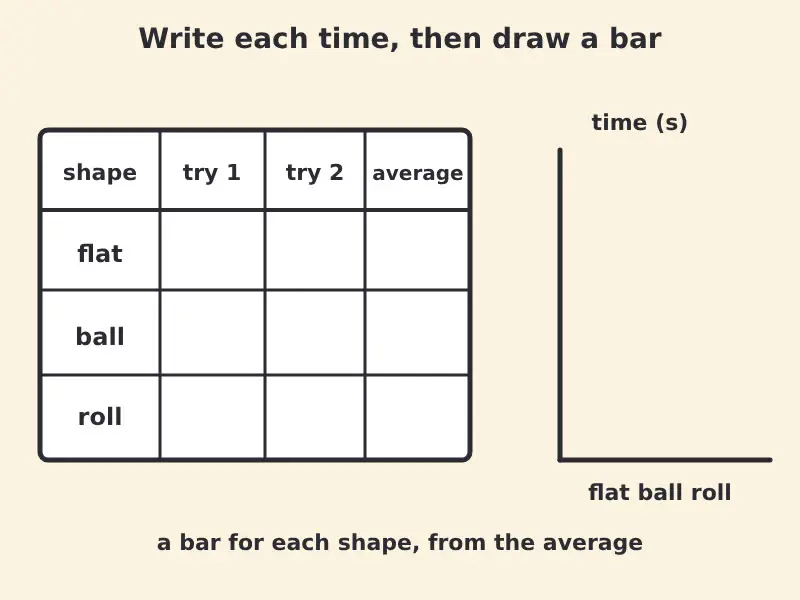 Write each time, then draw a bar
time (s)
shape try 1 try 2 average
flat
ball
roll
flat ball roll
a bar for each shape, from the average